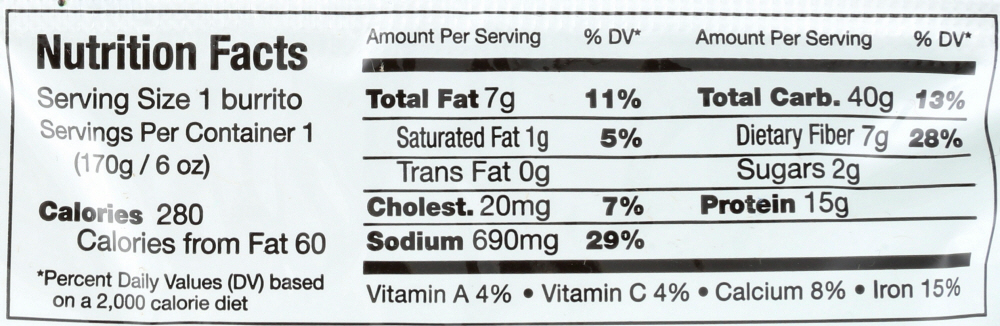 Nutrition Facts
Serving Size 1 burrito
Servings Per Container 1
(170g / 6 oz)
Calories 280
Calories from Fat 60
*Percent Daily Values (DV) based
on a 2,000 calorie diet
Amount Per Serving % DV* Amount Per Serving % DV*
Total Fat 7g 11% Total Carb. 40g 13%
Saturated Fat 1g 5% Dietary Fiber 7g 28%
Trans Fat 0g Sugars 2g
Cholest. 20mg 7% Protein 15g
Sodium 690mg 29%
Vitamin A 4% • Vitamin C 4% • Calcium 8% • Iron 15%